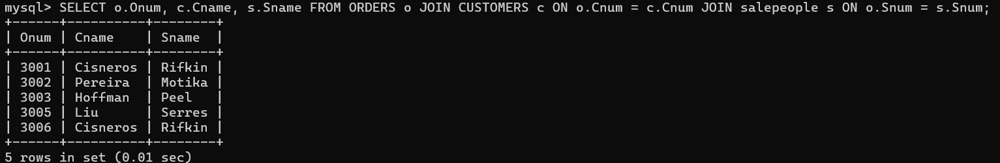 mysql> SELECT o.Onum, c.Cname, s.Sname FROM ORDERS o JOIN CUSTOMERS c ON o.Cnum = c.Cnum JOIN salepeople s ON o.Snum = s.Snum;
+------+----------+--------+
| Onum | Cname    | Sname  |
+------+----------+--------+
| 3001 | Cisneros | Rifkin |
| 3002 | Pereira  | Motika |
| 3003 | Hoffman  | Peel   |
| 3005 | Liu      | Serres |
| 3006 | Cisneros | Rifkin |
+------+----------+--------+
5 rows in set (0.01 sec)